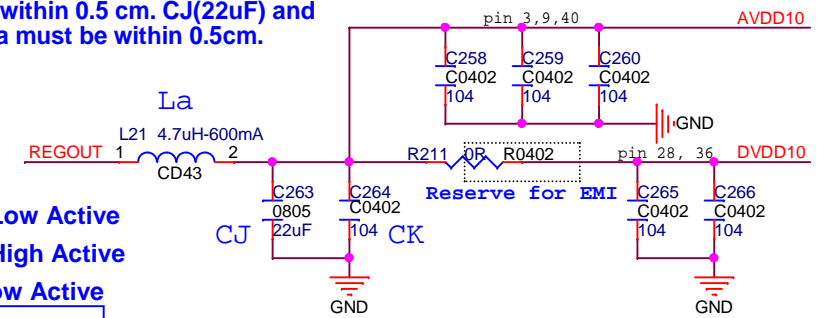 within 0.5 cm. CJ(22uF) and
a must be within 0.5cm.
pin 3,9,40
AVDD10
C258
C0402
104
C259
C0402
104
C260
C0402
104
GND
La
L21 4.7uH-600mA
REGOUT 1 2
CD43
R211 0R R0402
pin 28, 36
DVDD10
Reserve for EMI
C263
0805
22uF
CJ
C264
C0402
104
CK
C265
C0402
104
C266
C0402
104
GND
GND
Low Active
High Active
ow Active